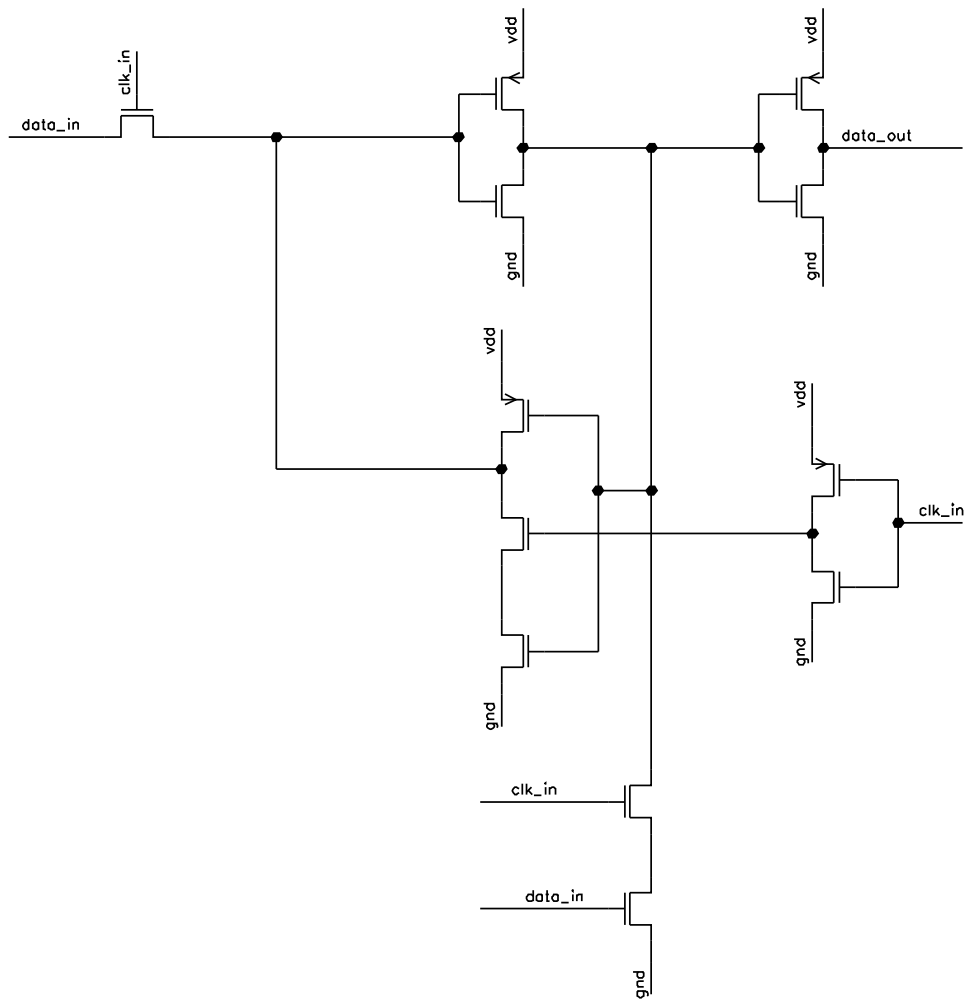 vdd
vdd
clk_in
data_in
data_out
gnd
gnd
vdd
vdd
clk_in
gnd
gnd
clk_in
data_in
gnd